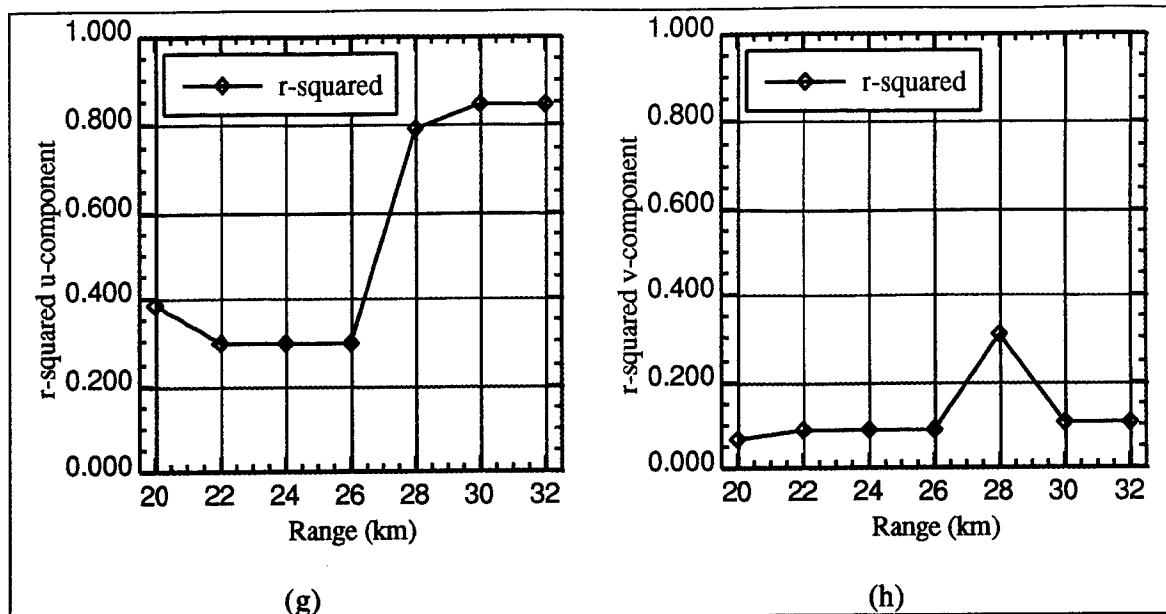 1.000
0.800
0.600
0.400
0.200
0.000
r-squared u-component
r-squared
20 22 24 26 28 30 32
Range (km)
(g)
1.000
0.800
0.600
0.400
0.200
0.000
r-squared v-component
r-squared
20 22 24 26 28 30 32
Range (km)
(h)